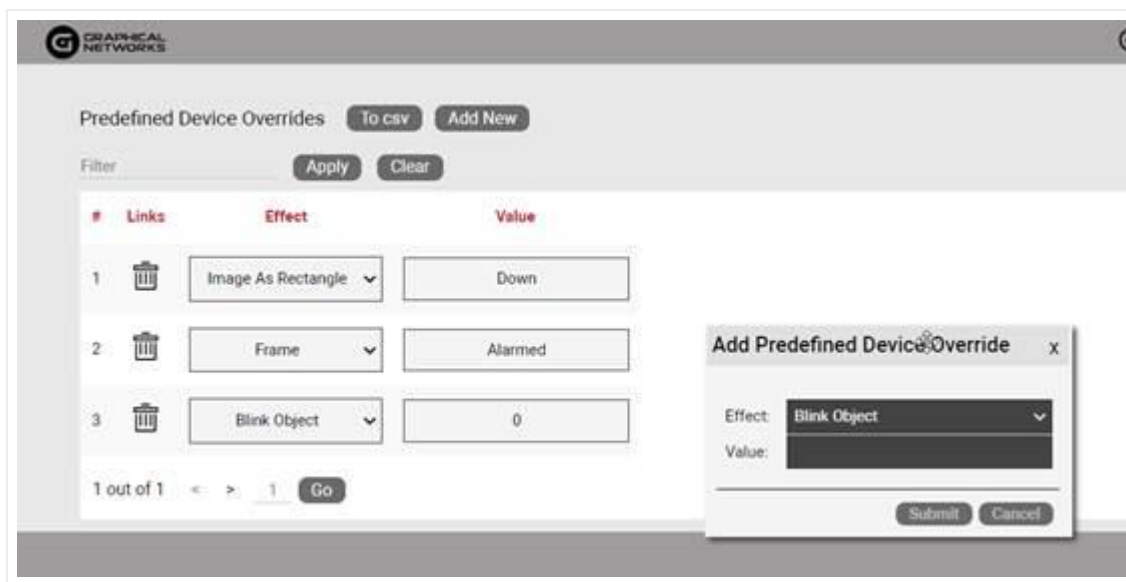 GRAPHICAL
NETWORKS
Predefined Device Overrides To csv Add New
Filter Apply Clear
# Links Effect Value
1 Image As Rectangle Down
2 Frame Alarmed
3 Blink Object 0
1 out of 1 < > 1 Go
Add Predefined Device Override x
Effect: Blink Object
Value:
Submit Cancel